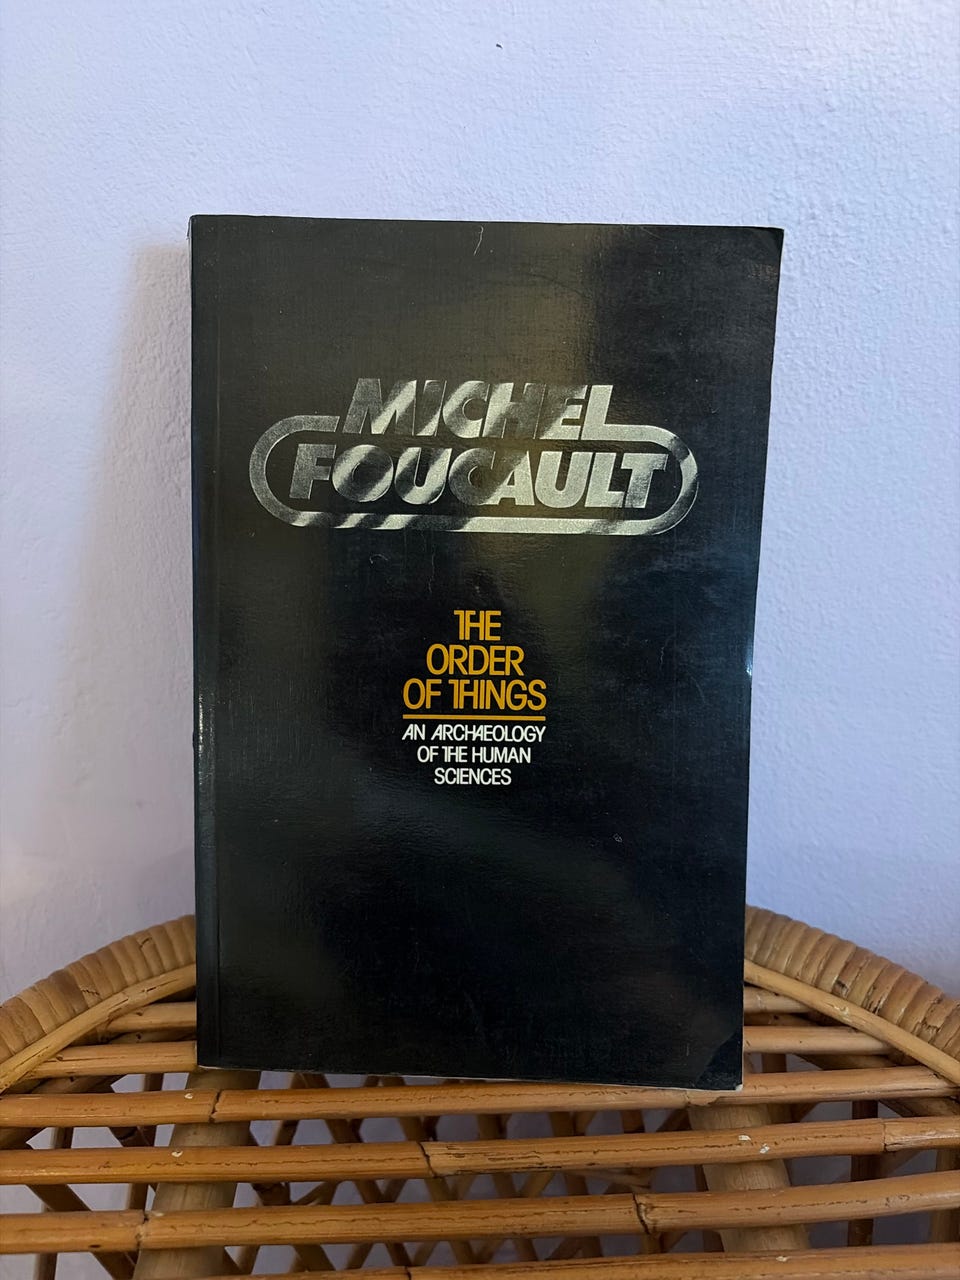 MICHEL
FOUCAULT
THE
ORDER
OF THINGS
AN ARCHAEOLOGY
OF THE HUMAN
SCIENCES